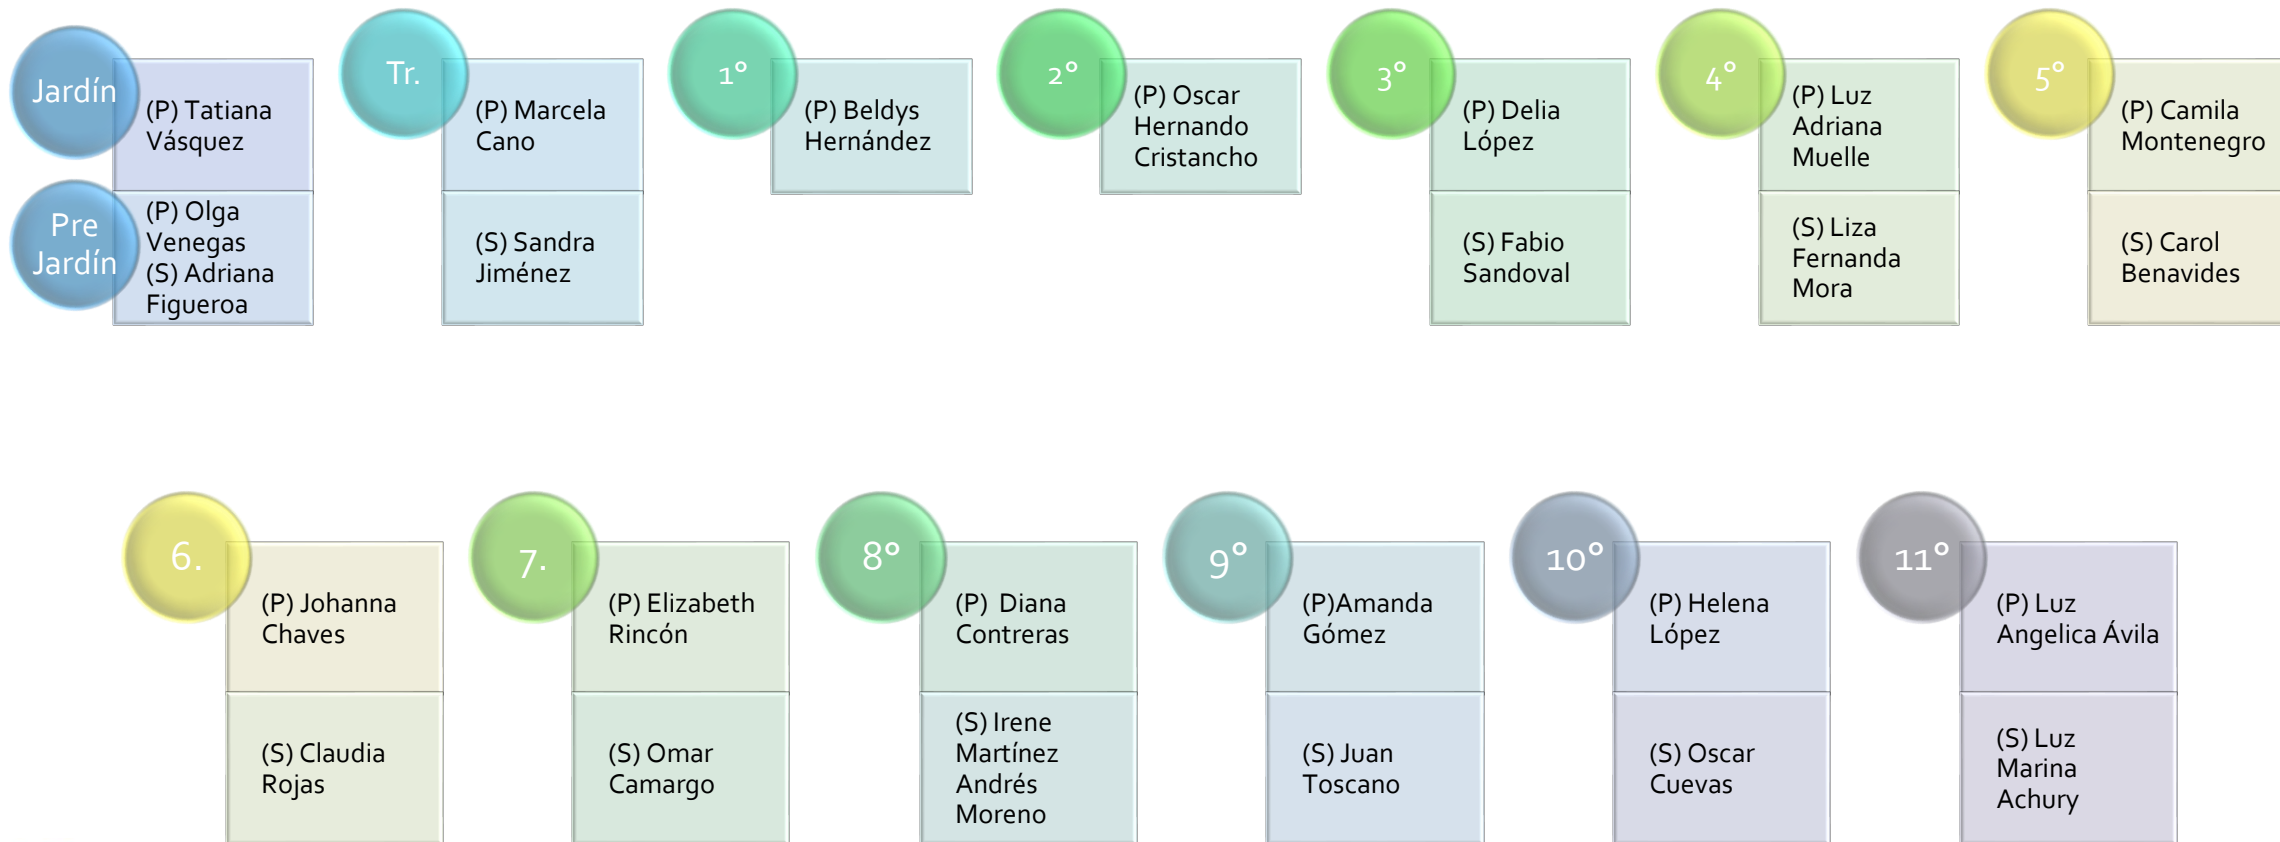 Jardín
(P) Tatiana
Vásquez
Pre
Jardín
(P) Olga
Venegas
(S) Adriana
Figueroa
Tr.
(P) Marcela
Cano
(S) Sandra
Jiménez
1°
(P) Beldys
Hernández
2°
(P) Oscar
Hernando
Cristancho
3°
(P) Delia
López
(S) Fabio
Sandoval
4°
(P) Luz
Adriana
Muelle
(S) Liza
Fernanda
Mora
5°
(P) Camila
Montenegro
(S) Carol
Benavides
6.
(P) Johanna
Chaves
(S) Claudia
Rojas
7.
(P) Elizabeth
Rincón
(S) Omar
Camargo
8°
(P) Diana
Contreras
(S) Irene
Martínez
Andrés
Moreno
9°
(P)Amanda
Gómez
(S) Juan
Toscano
10°
(P) Helena
López
(S) Oscar
Cuevas
11°
(P) Luz
Angelica Ávila
(S) Luz
Marina
Achury